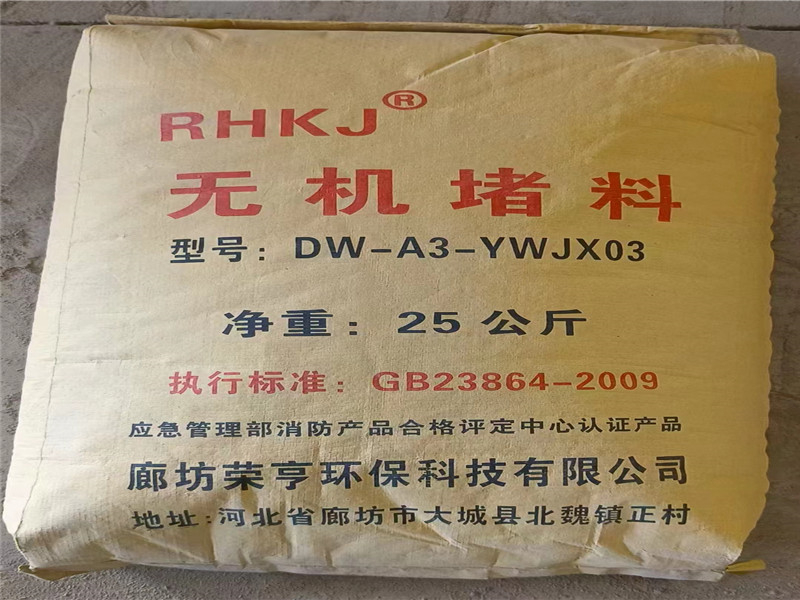 RHKJ®
无机堵料
型号：DW-A3-YWJX03
净重：25公斤
执行标准：GB23864-2009
应急管理部消防产品合格评定中心认证产品
廊坊荣亨环保科技有限公司
地址：河北省廊坊市大城县北魏镇正村